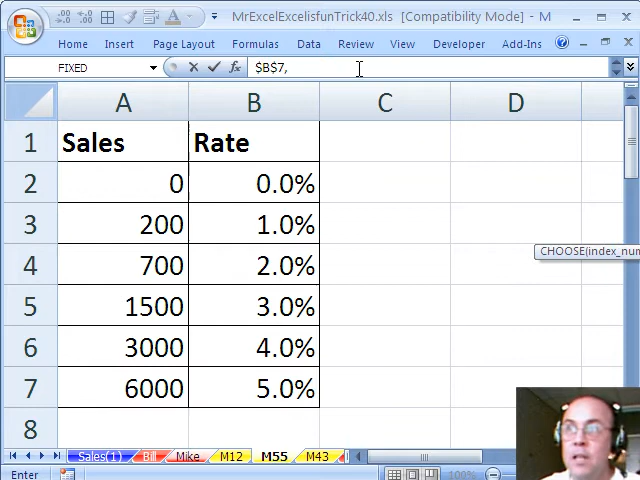 MrExcelExcelisfunTrick40.xls [Compatibility Mode] - M
Home Insert Page Layout Formulas Data Review View Developer Add-Ins
FIXED fx $B$7,
A B C D
1 Sales Rate
2 0 0.0%
3 200 1.0%
4 700 2.0%
CHOOSE(index_num
5 1500 3.0%
6 3000 4.0%
7 6000 5.0%
8
Sales(1) Bill Mike M12 M55 M43
Enter 100%